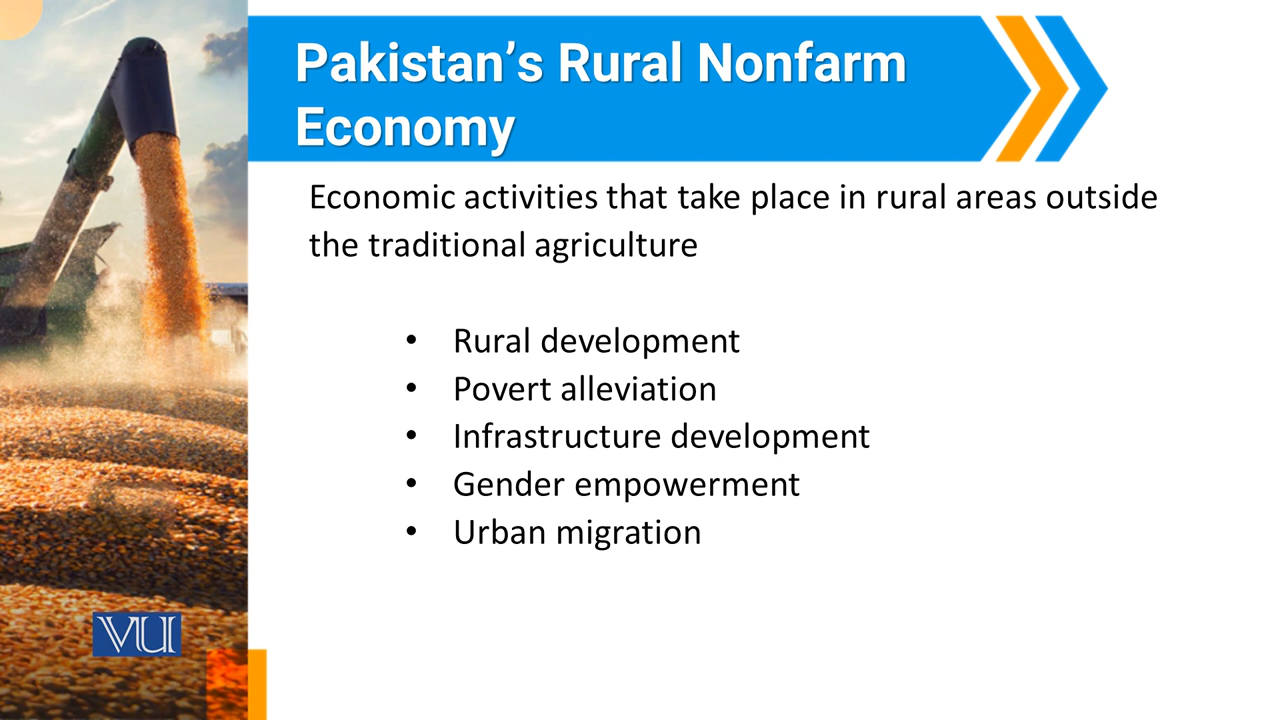 Pakistan’s Rural Nonfarm
Economy
Economic activities that take place in rural areas outside
the traditional agriculture
• Rural development
• Povert alleviation
• Infrastructure development
• Gender empowerment
• Urban migration
VU